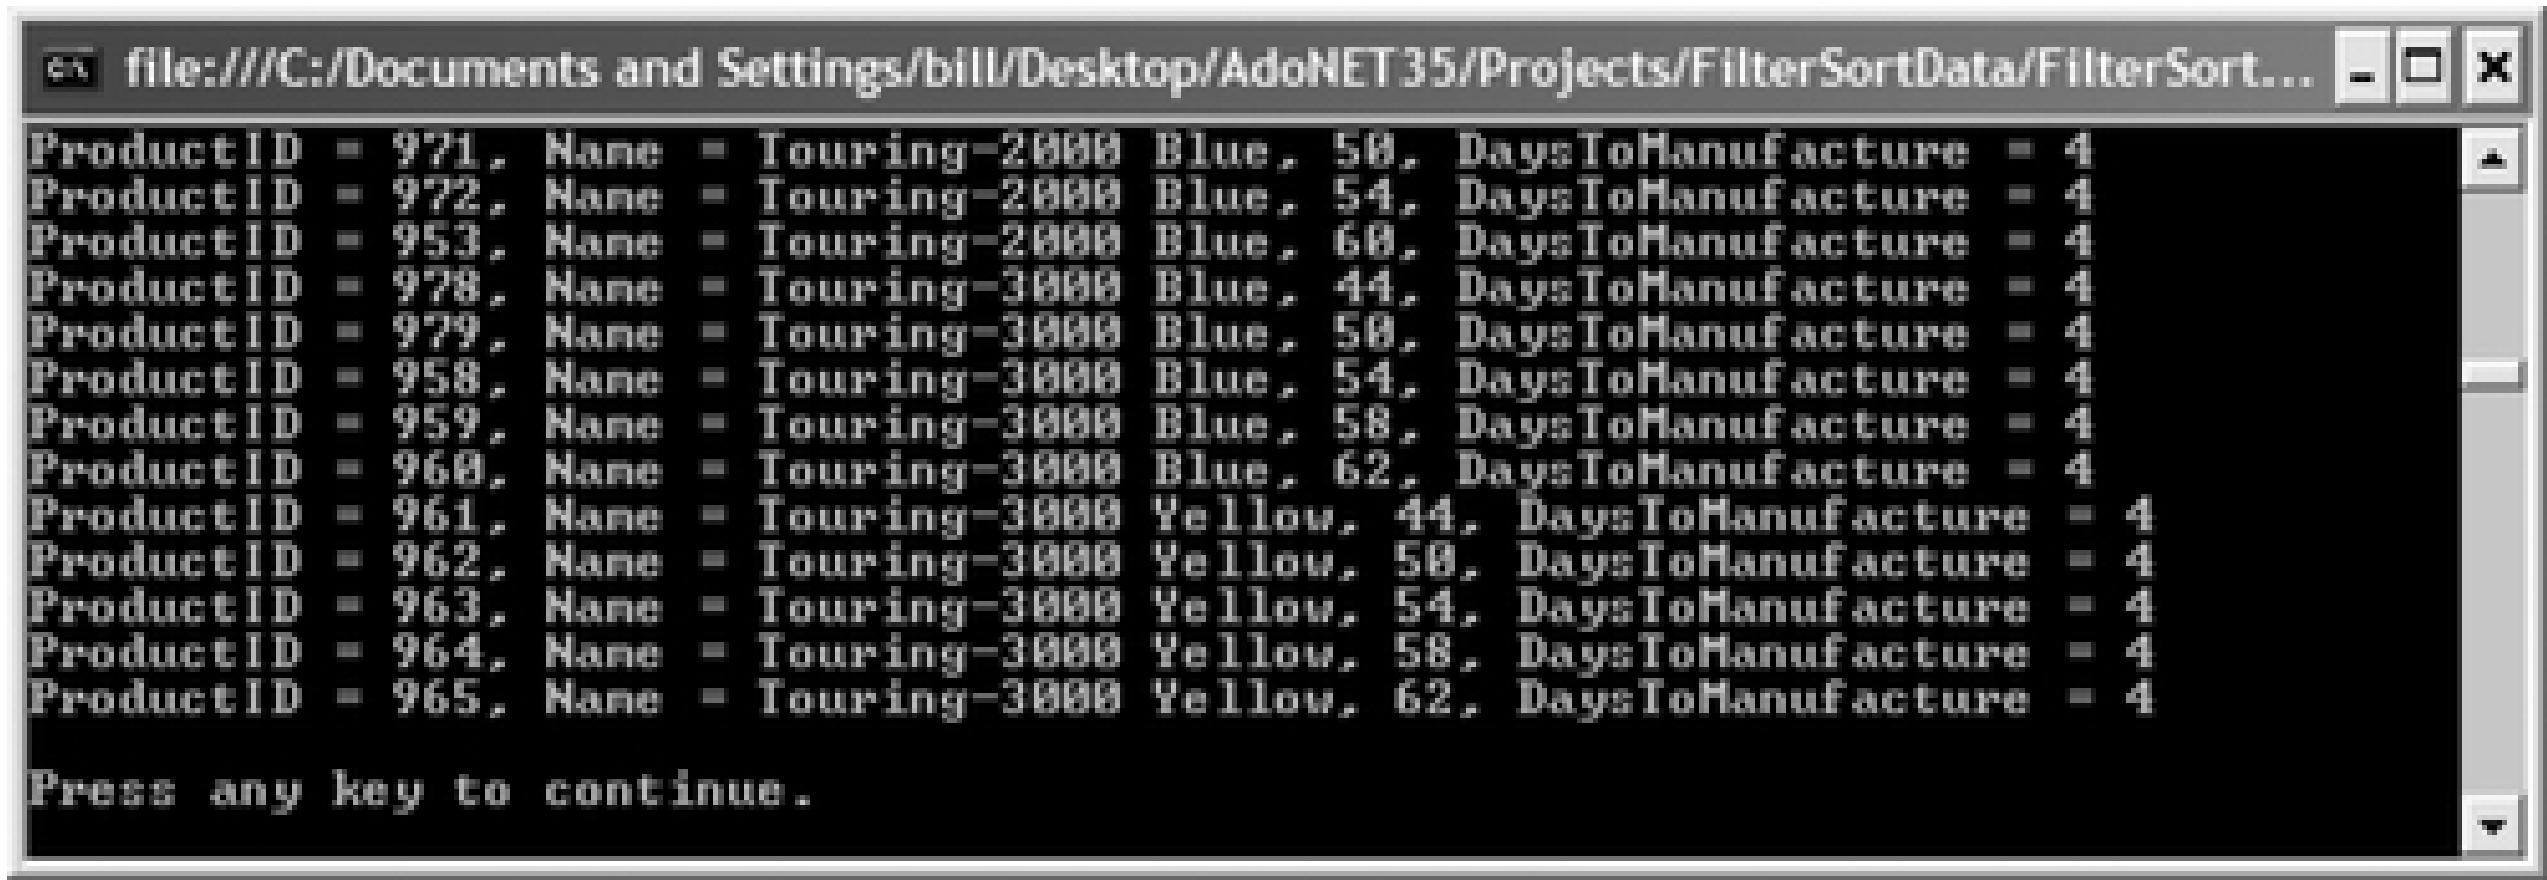 file:///C:/Documents and Settings/bill/Desktop/AdoNET35/Projects/FilterSortData/FilterSort...
ProductID = 971, Name = Touring-2000 Blue, 50, DaysToManufacture = 4
ProductID = 972, Name = Touring-2000 Blue, 54, DaysToManufacture = 4
ProductID = 953, Name = Touring-2000 Blue, 60, DaysToManufacture = 4
ProductID = 978, Name = Touring-3000 Blue, 44, DaysToManufacture = 4
ProductID = 979, Name = Touring-3000 Blue, 50, DaysToManufacture = 4
ProductID = 958, Name = Touring-3000 Blue, 54, DaysToManufacture = 4
ProductID = 959, Name = Touring-3000 Blue, 58, DaysToManufacture = 4
ProductID = 960, Name = Touring-3000 Blue, 62, DaysToManufacture = 4
ProductID = 961, Name = Touring-3000 Yellow, 44, DaysToManufacture = 4
ProductID = 962, Name = Touring-3000 Yellow, 50, DaysToManufacture = 4
ProductID = 963, Name = Touring-3000 Yellow, 54, DaysToManufacture = 4
ProductID = 964, Name = Touring-3000 Yellow, 58, DaysToManufacture = 4
ProductID = 965, Name = Touring-3000 Yellow, 62, DaysToManufacture = 4
Press any key to continue.